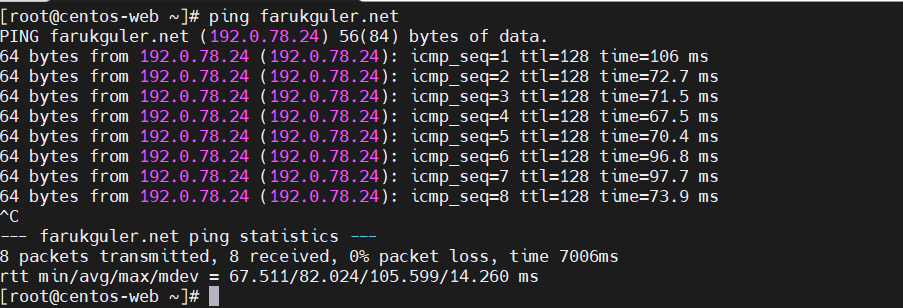 [root@centos-web ~]# ping farukguler.net
PING farukguler.net (192.0.78.24) 56(84) bytes of data.
64 bytes from 192.0.78.24 (192.0.78.24): icmp_seq=1 ttl=128 time=106 ms
64 bytes from 192.0.78.24 (192.0.78.24): icmp_seq=2 ttl=128 time=72.7 ms
64 bytes from 192.0.78.24 (192.0.78.24): icmp_seq=3 ttl=128 time=71.5 ms
64 bytes from 192.0.78.24 (192.0.78.24): icmp_seq=4 ttl=128 time=67.5 ms
64 bytes from 192.0.78.24 (192.0.78.24): icmp_seq=5 ttl=128 time=70.4 ms
64 bytes from 192.0.78.24 (192.0.78.24): icmp_seq=6 ttl=128 time=96.8 ms
64 bytes from 192.0.78.24 (192.0.78.24): icmp_seq=7 ttl=128 time=97.7 ms
64 bytes from 192.0.78.24 (192.0.78.24): icmp_seq=8 ttl=128 time=73.9 ms
^C
--- farukguler.net ping statistics ---
8 packets transmitted, 8 received, 0% packet loss, time 7006ms
rtt min/avg/max/mdev = 67.511/82.024/105.599/14.260 ms
[root@centos-web ~]#